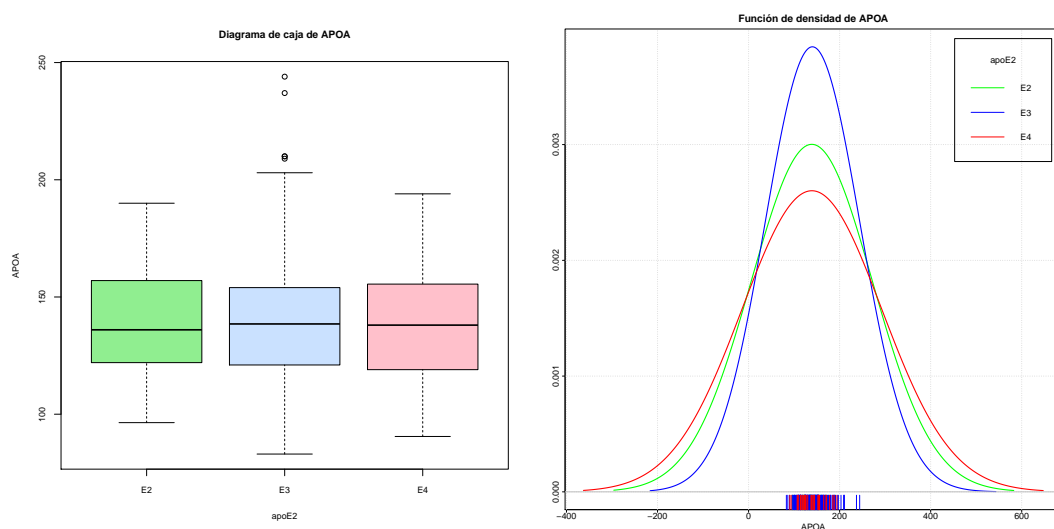 Diagrama de caja de APOA
250
200
150
100
APOA
E2
E3
E4
apoE2
Función de densidad de APOA
apoE2
E2
E3
E4
0.003
0.002
0.001
0.000
−400
−200
0
200
400
600
APOA